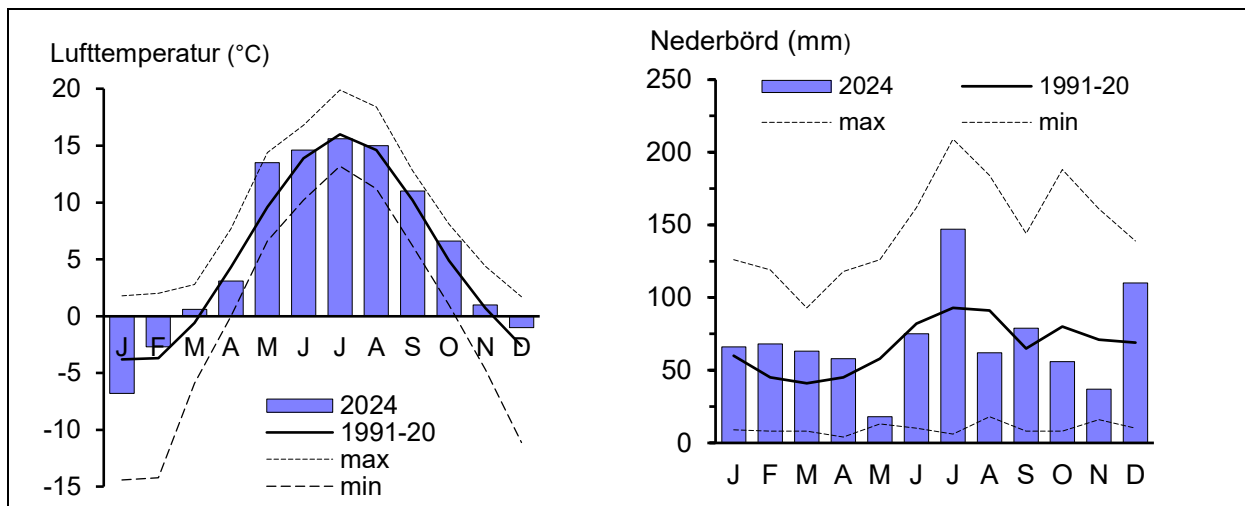 Lufttemperatur (°C)
20
15
10
5
0
-5
-10
-15
J F M A M J J A S O N D
2024
1991-20
max
min
Nederbörd (mm)
250
200
150
100
50
0
2024 1991-20
max min
J F M A M J J A S O N D